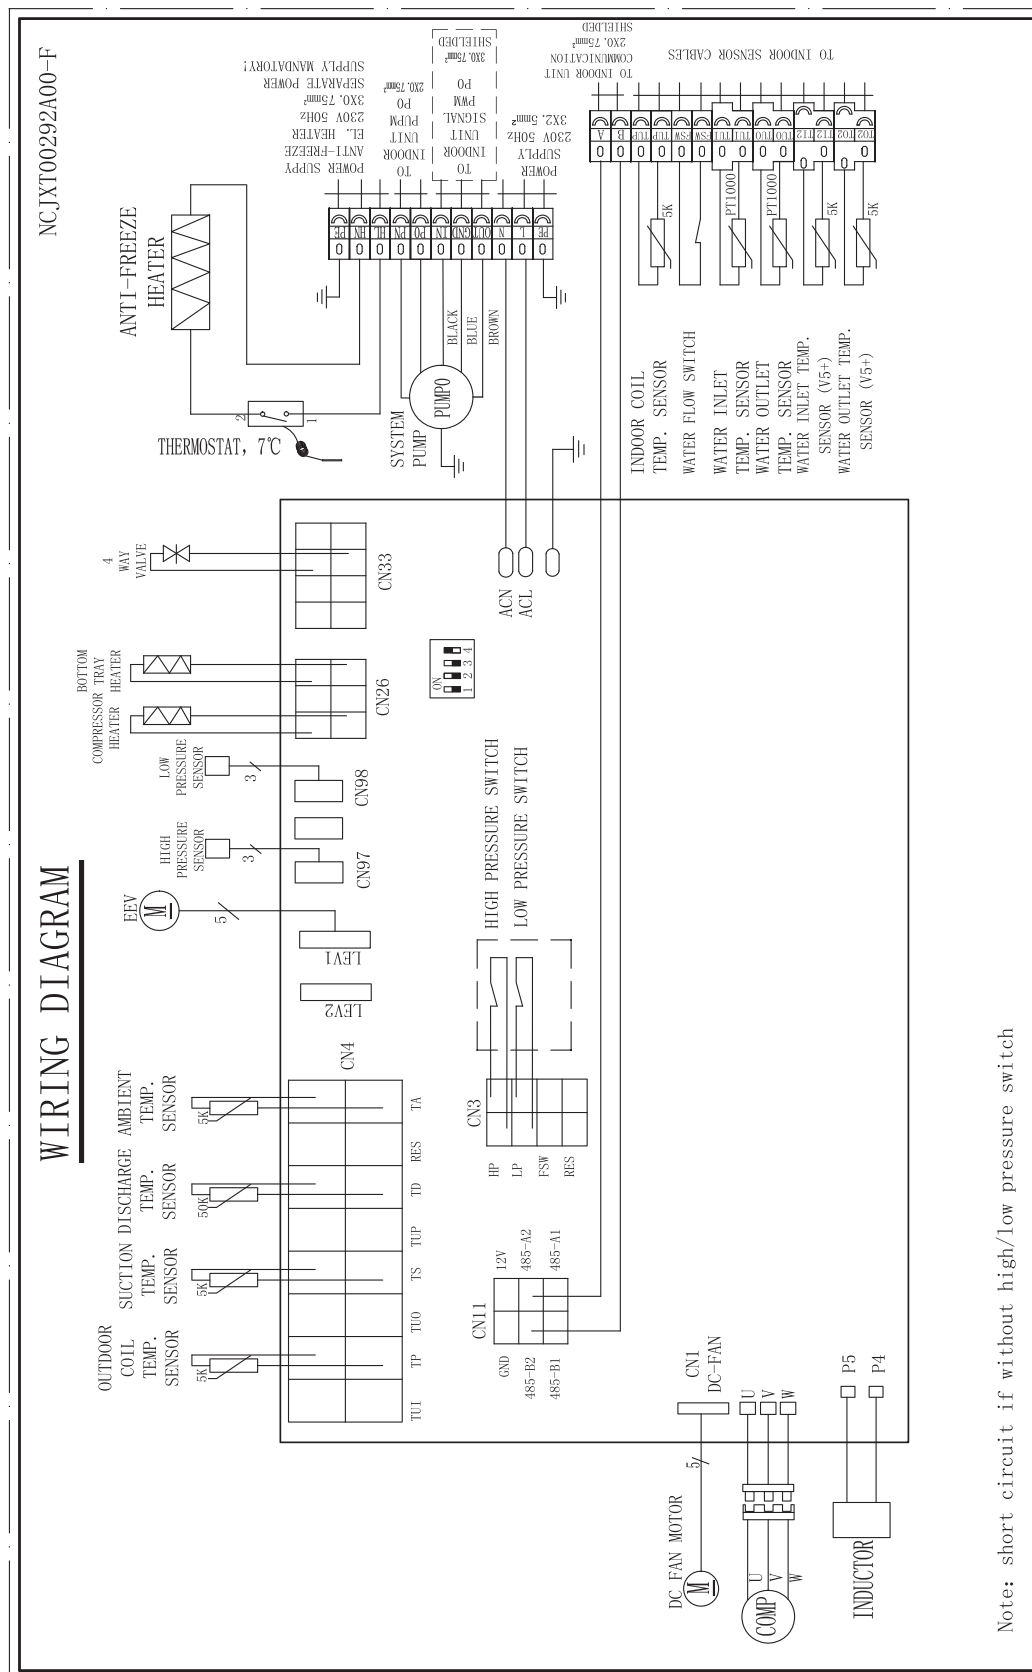 WIRING DIAGRAM
NCJXT00292A00-F
OUTDOOR
COIL
TEMP.
SENSOR
5K
SUCTION
TEMP.
SENSOR
5K
DISCHARGE
TEMP.
SENSOR
50K
AMBIENT
TEMP.
SENSOR
5K
EEV
M
5
HIGH
PRESSURE
SENSOR
3
LOW
PRESSURE
SENSOR
3
COMPRESSOR
HEATER
BOTTOM
TRAY
HEATER
4
WAY
VALVE
THERMOSTAT, 7℃
2
1
ANTI-FREEZE
HEATER
TUI
TP
TUO
TS
TUP
TD
RES
TA
CN4
LEV2
LEV1
CN97
CN98
CN26
CN33
ON
1 2 3 4
SYSTEM
PUMP
PUMP0
BLACK
BLUE
BROWN
POWER SUPPY
ANTI-FREEZE
EL. HEATER
230V 50Hz
3X0.75mm²
SEPARATE POWER
SUPPLY MANDATORY!
TO
INDOOR
UNIT
PUPM
PO
2X0.75mm²
TO
INDOOR
UNIT
SIGNAL
PWM
PO
3X0.75mm²
SHIELDED
POWER
SUPPLY
230V 50Hz
3X2.5mm²
PE
HN
HL
PN
PO
IN
GND
OUT
N
L
PE
ACN
ACL
CN11
GND
12V
485-B2
485-A2
485-B1
485-A1
CN3
HP
LP
FSW
RES
HIGH PRESSURE SWITCH
LOW PRESSURE SWITCH
TO INDOOR UNIT
COMMUNICATION
2X0.75mm²
SHIELDED
TO INDOOR SENSOR CABLES
A
B
TUP
TUP
FSW
FSW
TUI
TUI
TUO
TUO
TI2
TI2
TO2
TO2
5K
PT1000
PT1000
5K
5K
INDOOR COIL
TEMP. SENSOR
WATER FLOW SWITCH
WATER INLET
TEMP. SENSOR
WATER OUTLET
TEMP. SENSOR
WATER INLET TEMP.
SENSOR (V5+)
WATER OUTLET TEMP.
SENSOR (V5+)
DC FAN MOTOR
M
5
CN1
DC-FAN
COMP
U
V
W
U
V
W
INDUCTOR
P5
P4
Note: short circuit if without high/low pressure switch